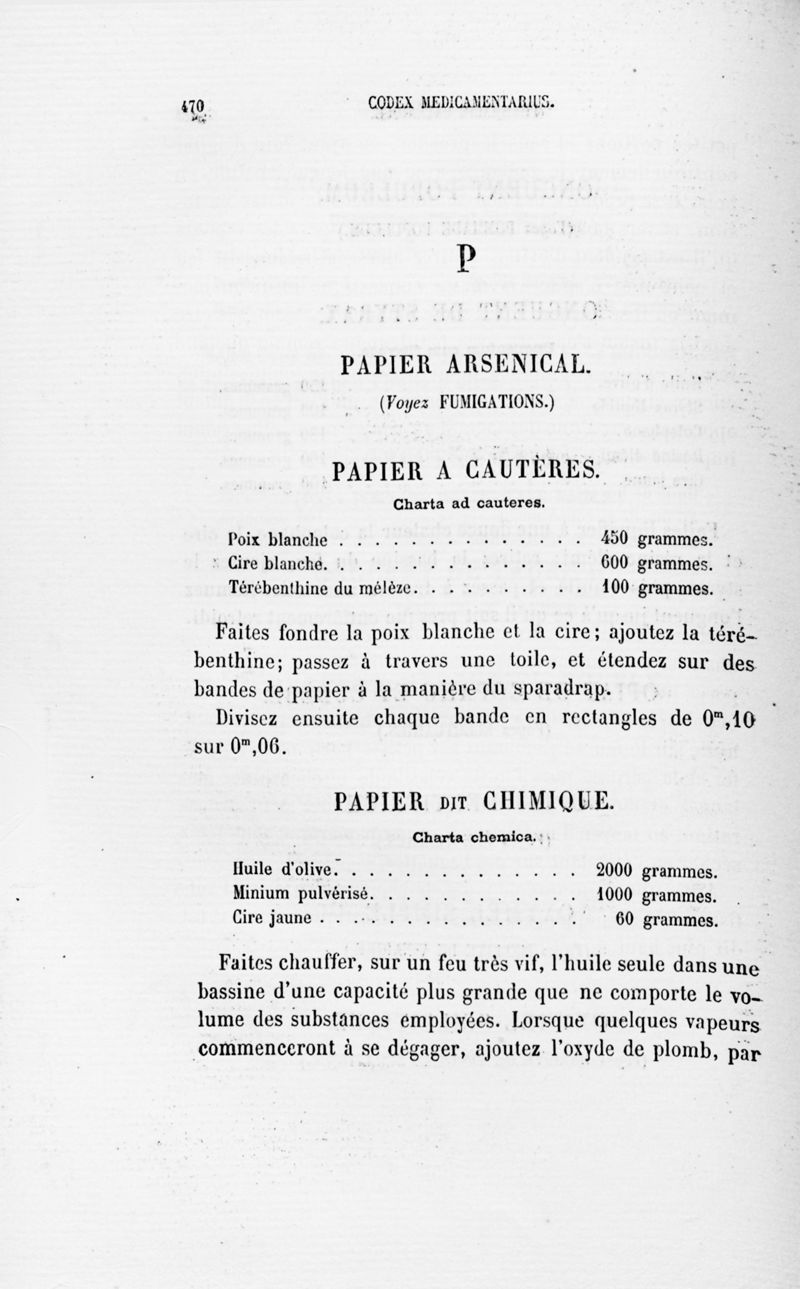 470
CODEX MEDICAMENTARIUS.
P
PAPIER ARSENICAL.
(Voyez FUMIGATIONS.)
PAPIER A CAUTÈRES.
Charta ad cauteres.
Poix blanche . . . . . . . . . . . . . . 450 grammes.
Cire blanche. . . . . . . . . . . . . . . 600 grammes.
Térébenthine du mélèze. . . . . . . . . . 100 grammes.
Faites fondre la poix blanche et la cire; ajoutez la téré-
benthine; passez à travers une toile, et étendez sur des
bandes de papier à la manière du sparadrap.
Divisez ensuite chaque bande en rectangles de 0m,10
sur 0m,06.
PAPIER DIT CHIMIQUE.
Charta chemica.
Huile d'olive. . . . . . . . . . . . . . 2000 grammes.
Minium pulvérisé. . . . . . . . . . . . 1000 grammes.
Cire jaune . . . . . . . . . . . . . . . 60 grammes.
Faites chauffer, sur un feu très vif, l'huile seule dans une
bassine d'une capacité plus grande que ne comporte le vo-
lume des substances employées. Lorsque quelques vapeurs
commenceront à se dégager, ajoutez l'oxyde de plomb, par